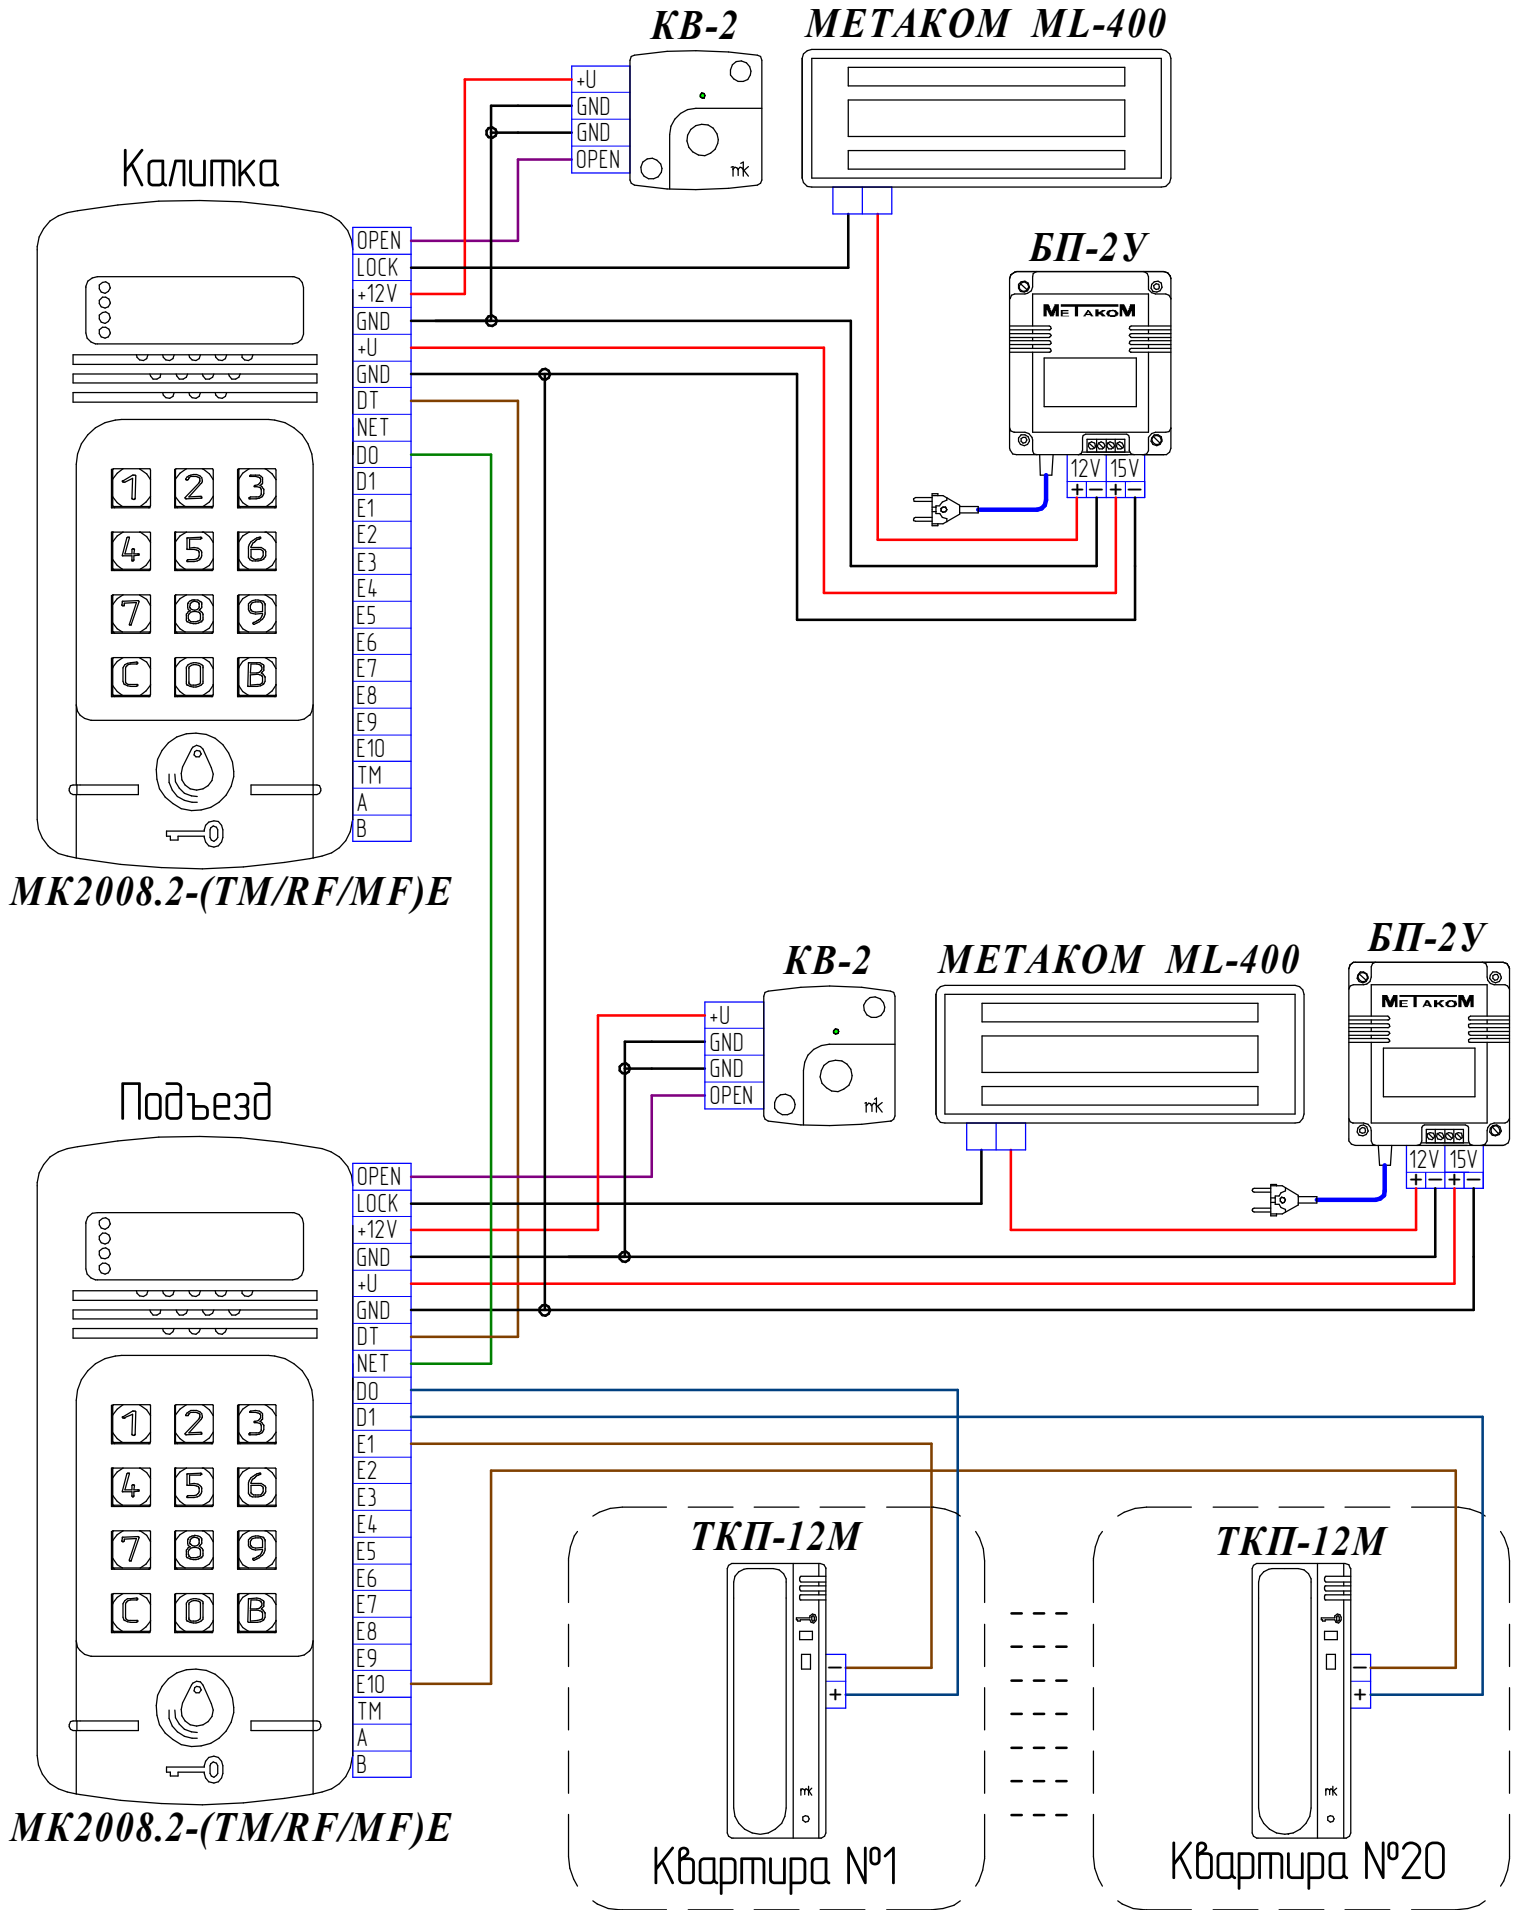 КВ-2
МЕТАКОМ ML-400
+U
GND
GND
OPEN
mk
Калитка
OPEN
LOCK
+12V
GND
+U
GND
DT
NET
D0
D1
E1
E2
E3
E4
E5
E6
E7
E8
E9
E10
TM
A
B
1 2 3
4 5 6
7 8 9
C 0 B
МК2008.2-(TM/RF/MF)E
БП-2У
МЕТАКОМ
12V 15V
+ − + −
КВ-2
МЕТАКОМ ML-400
БП-2У
+U
GND
GND
OPEN
mk
МЕТАКОМ
12V 15V
+ − + −
Подъезд
OPEN
LOCK
+12V
GND
+U
GND
DT
NET
D0
D1
E1
E2
E3
E4
E5
E6
E7
E8
E9
E10
TM
A
B
1 2 3
4 5 6
7 8 9
C 0 B
МК2008.2-(TM/RF/MF)E
ТКП-12М
−
+
mk
Квартира №1
ТКП-12М
−
+
mk
Квартира №20